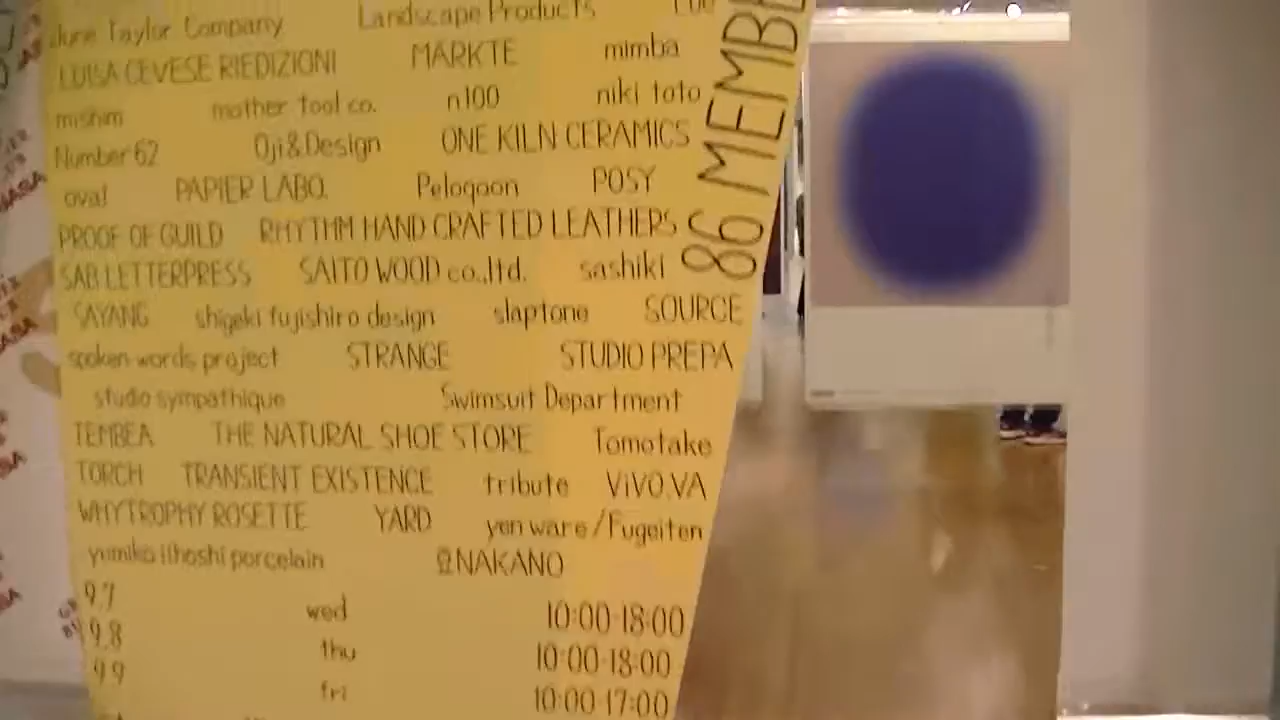 June Taylor Company Landscape Products
LUISA CEVESE RIEDIZIONI MARKTE mimba
mishim mother tool co. n100 niki toto
Number 62 Oji&Design ONE KILN CERAMICS
oval PAPIER LABO. Peloqoon POSY
PROOF OF GUILD RHYTHM HAND CRAFTED LEATHERS
SAB LETTERPRESS SAITO WOOD co.,ltd. sashiki
SAYANG shigeki fujishiro design slaptone SOURCE
spoken words project STRANGE STUDIO PREPA
studio sympathique Swimsuit Department
TEMBEA THE NATURAL SHOE STORE Tomotake
TORCH TRANSIENT EXISTENCE tribute ViVO,VA
WHYTROPHY ROSETTE YARD yen ware/Fugeiten
yumiko iihoshi porcelain NAKANO
9.7 wed 10:00-18:00
9.8 thu 10:00-18:00
9.9 fri 10:00-17:00
86 MEMBE